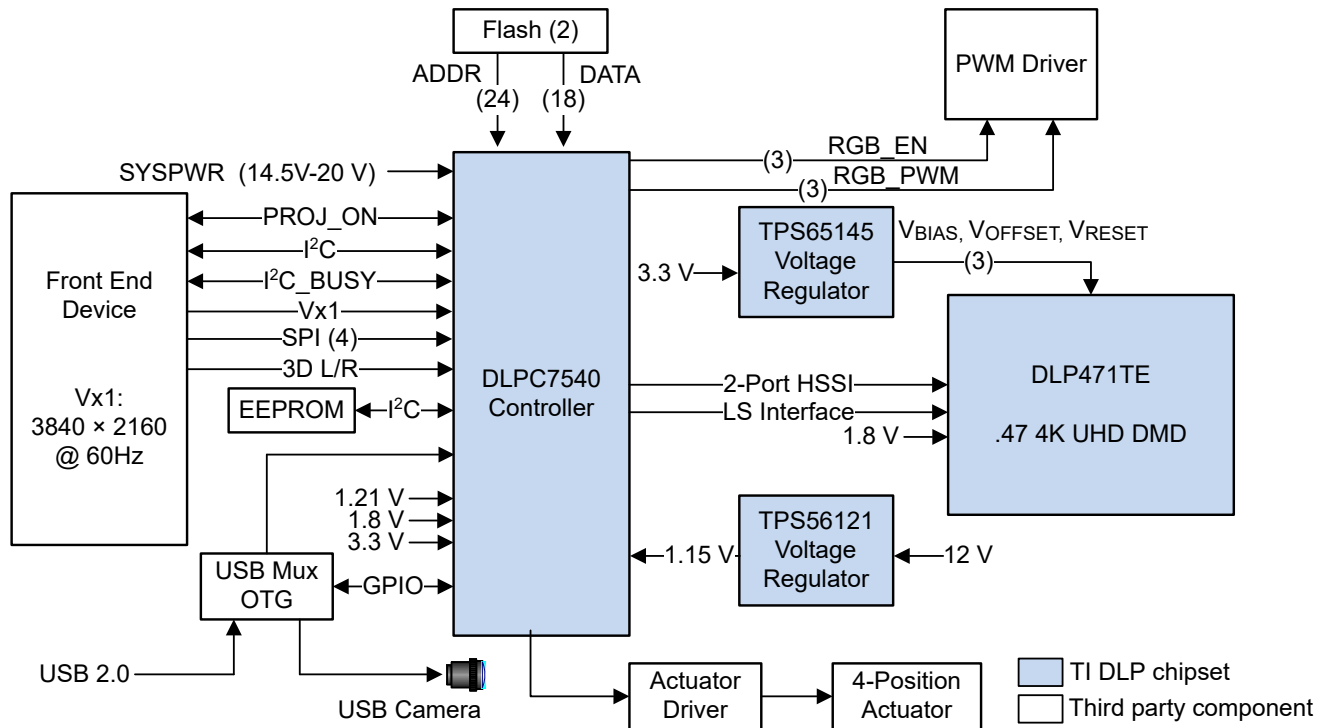 Flash (2)
ADDR
DATA
(24)
(18)
PWM Driver
RGB_EN
(3)
RGB_PWM
(3)
SYSPWR (14.5V-20 V)
PROJ_ON
I²C
I²C_BUSY
Vx1
SPI (4)
3D L/R
Front End
Device
Vx1:
3840 × 2160
@ 60Hz
EEPROM
I²C
DLPC7540
Controller
TPS65145
Voltage
Regulator
3.3 V
VBIAS, VOFFSET, VRESET
(3)
2-Port HSSI
LS Interface
1.8 V
DLP471TE
.47 4K UHD DMD
1.21 V
1.8 V
3.3 V
TPS56121
Voltage
Regulator
1.15 V
12 V
USB Mux
OTG
GPIO
USB 2.0
USB Camera
Actuator
Driver
4-Position
Actuator
TI DLP chipset
Third party component